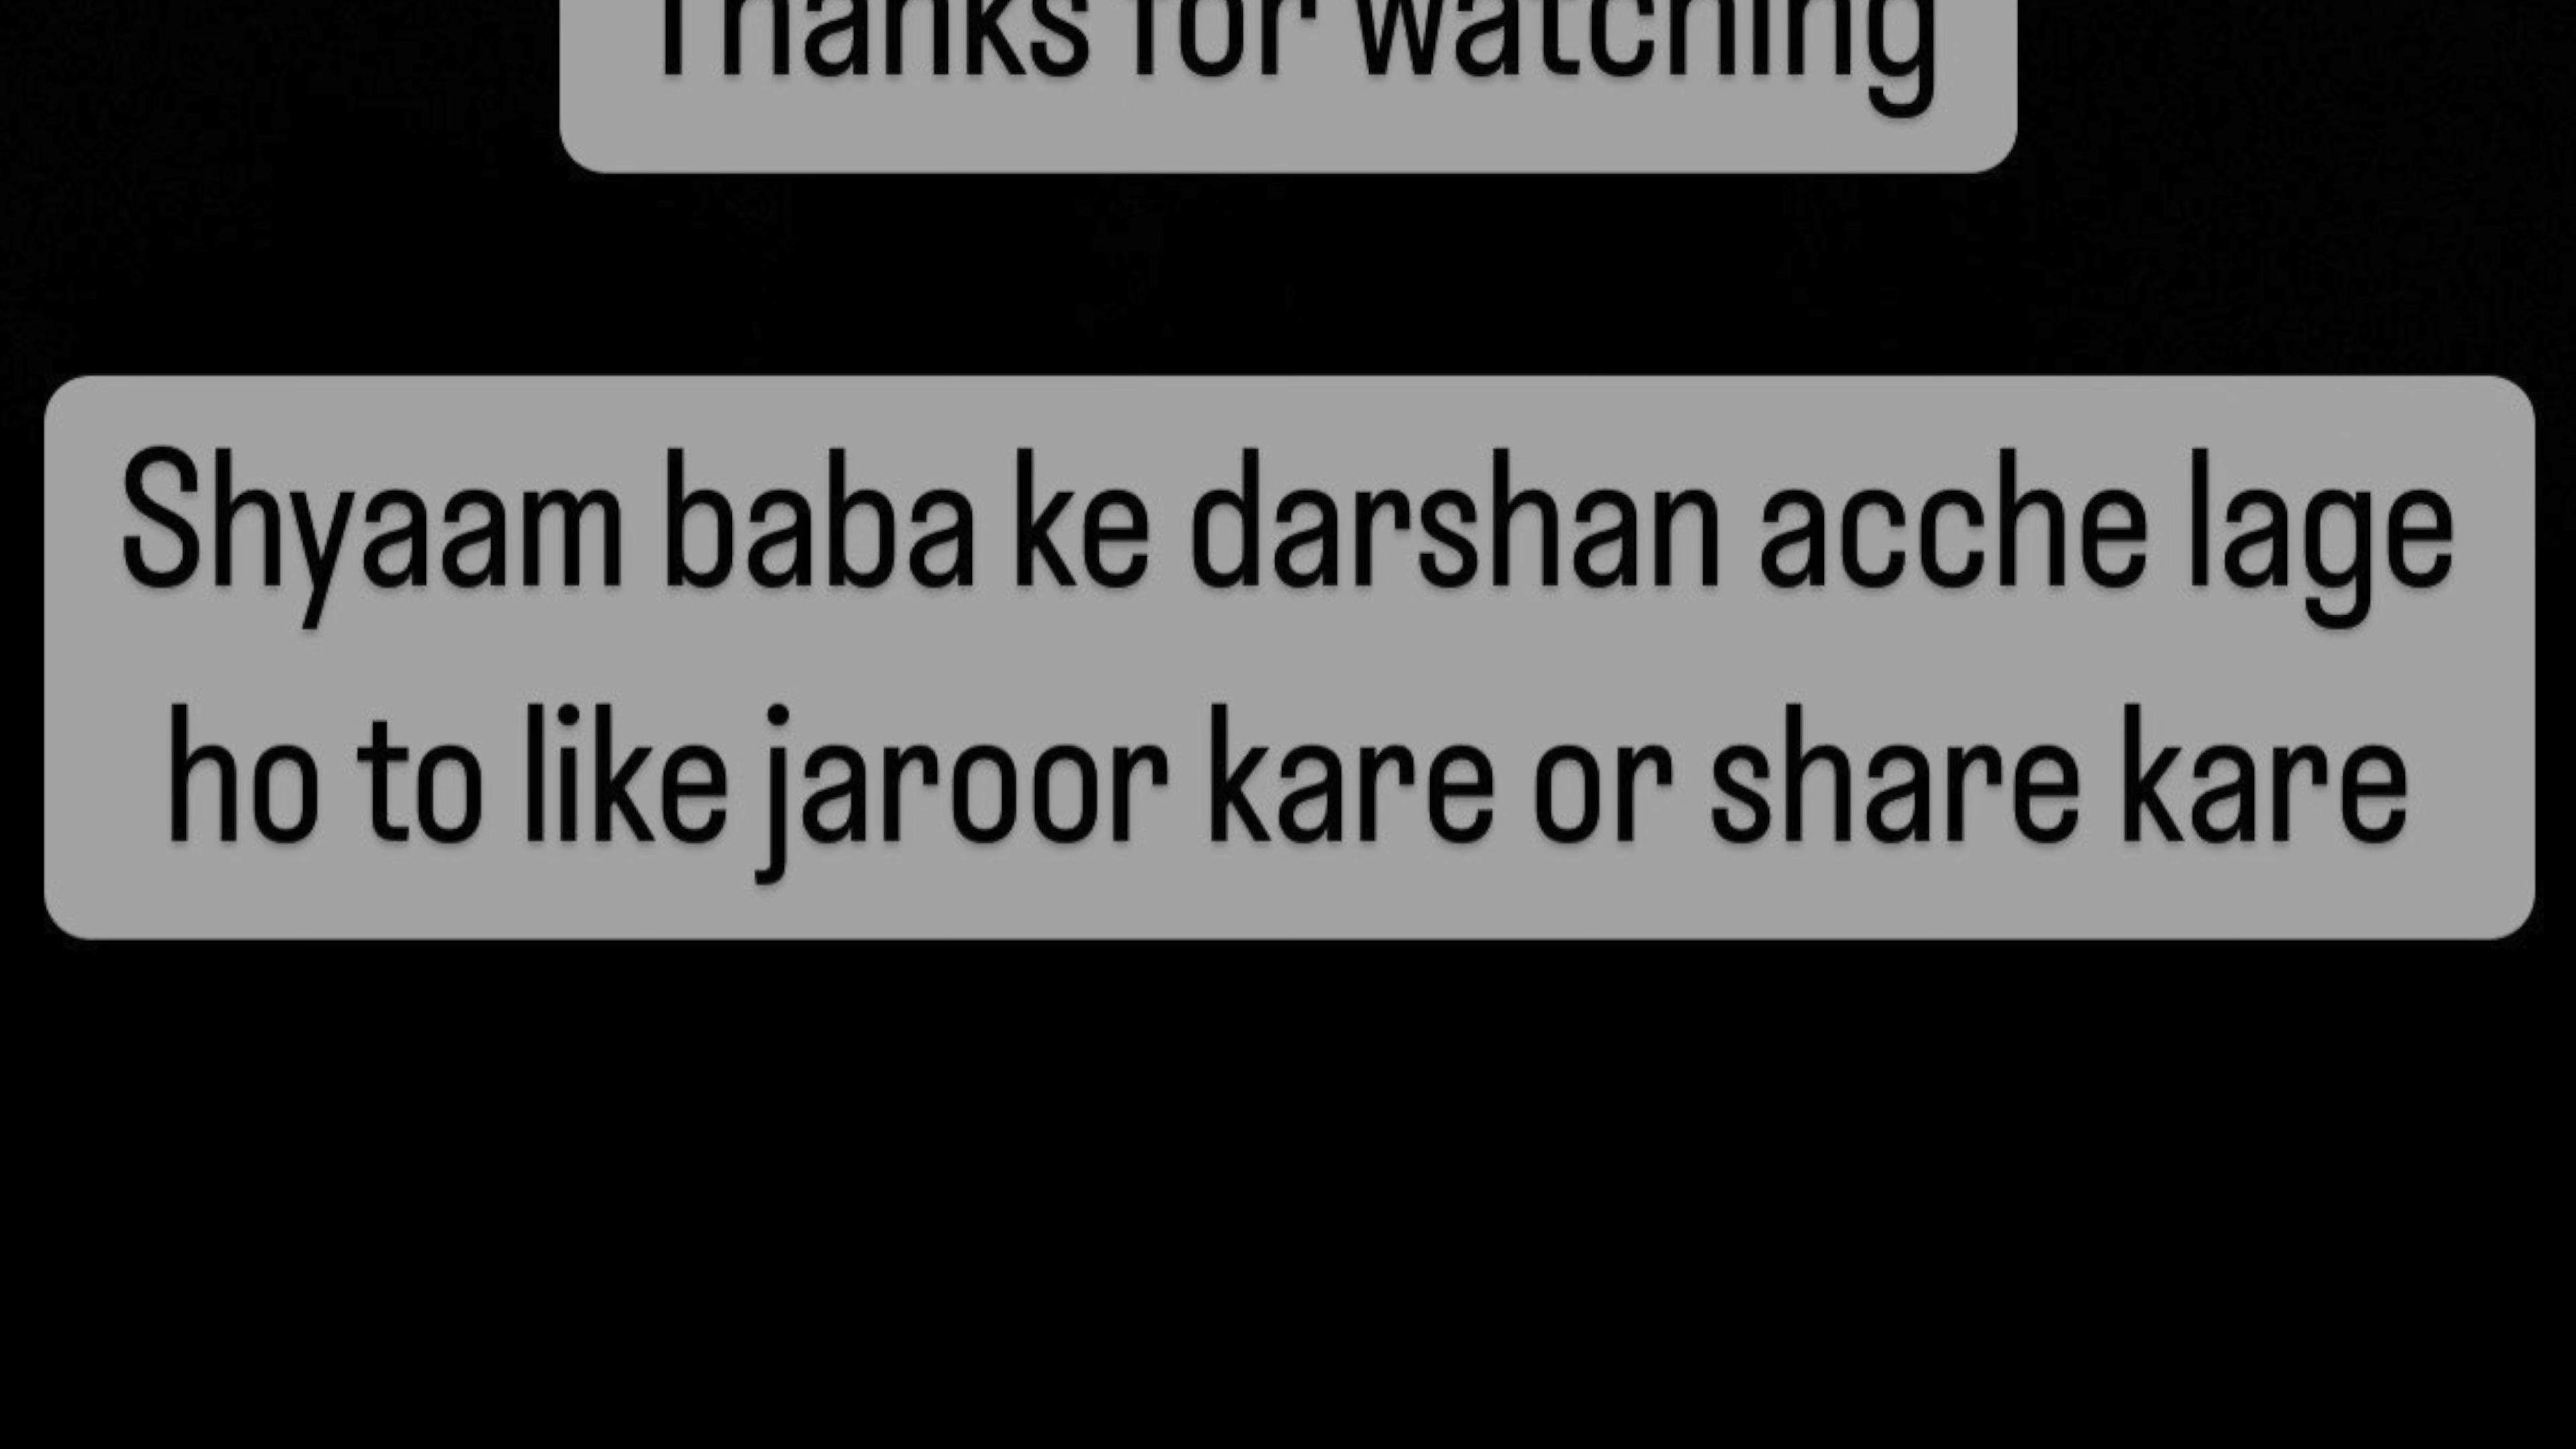 Thanks for watching
Shyaam baba ke darshan acche lage
ho to like jaroor kare or share kare